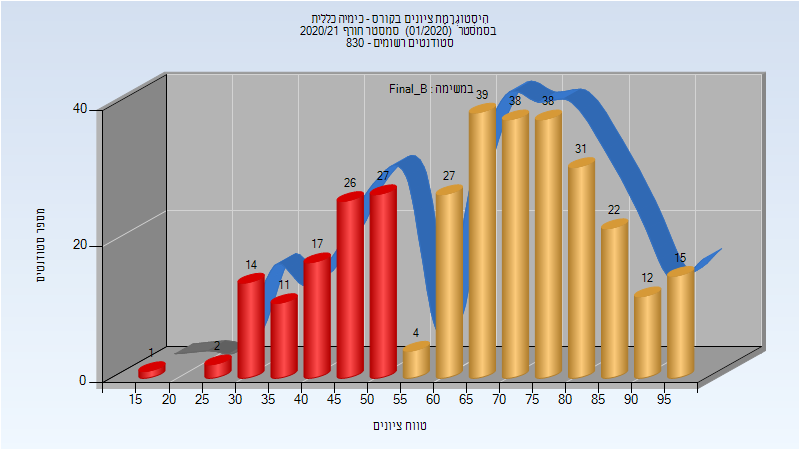 היסטוגרמת ציונים בקורס - כימיה כללית
בסמסטר (01/2020) סמסטר חורף 2020/21
סטודנטים רשומים - 830
במשימה : Final_B
מספר סטודנטים
40
20
0
1
2
14
11
17
26
27
4
27
39
38
38
31
22
12
15
15 20 25 30 35 40 45 50 55 60 65 70 75 80 85 90 95
טווח ציונים